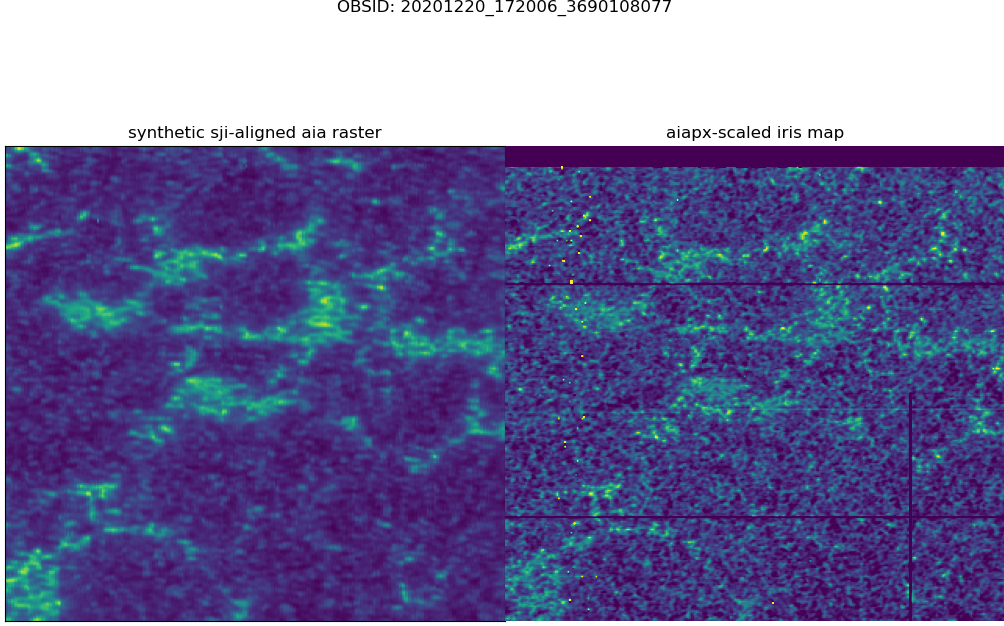 OBSID: 20201220_172006_3690108077
synthetic sji-aligned aia raster
aiapx-scaled iris map